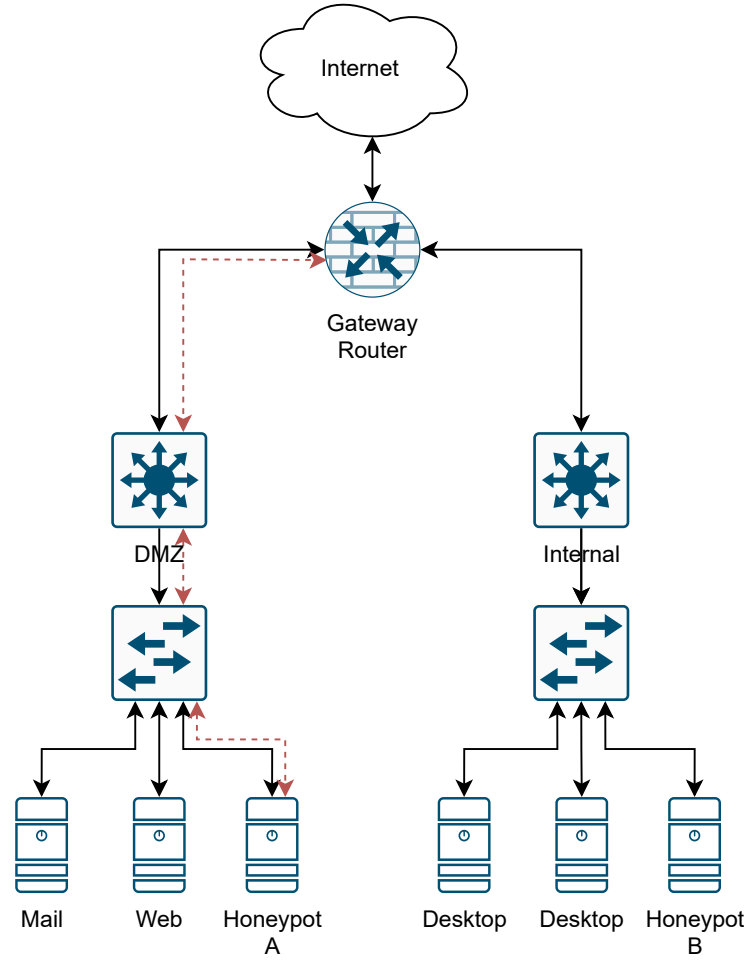 Internet
Gateway
Router
DMZ
Internal
Mail
Web
Honeypot
A
Desktop
Desktop
Honeypot
B